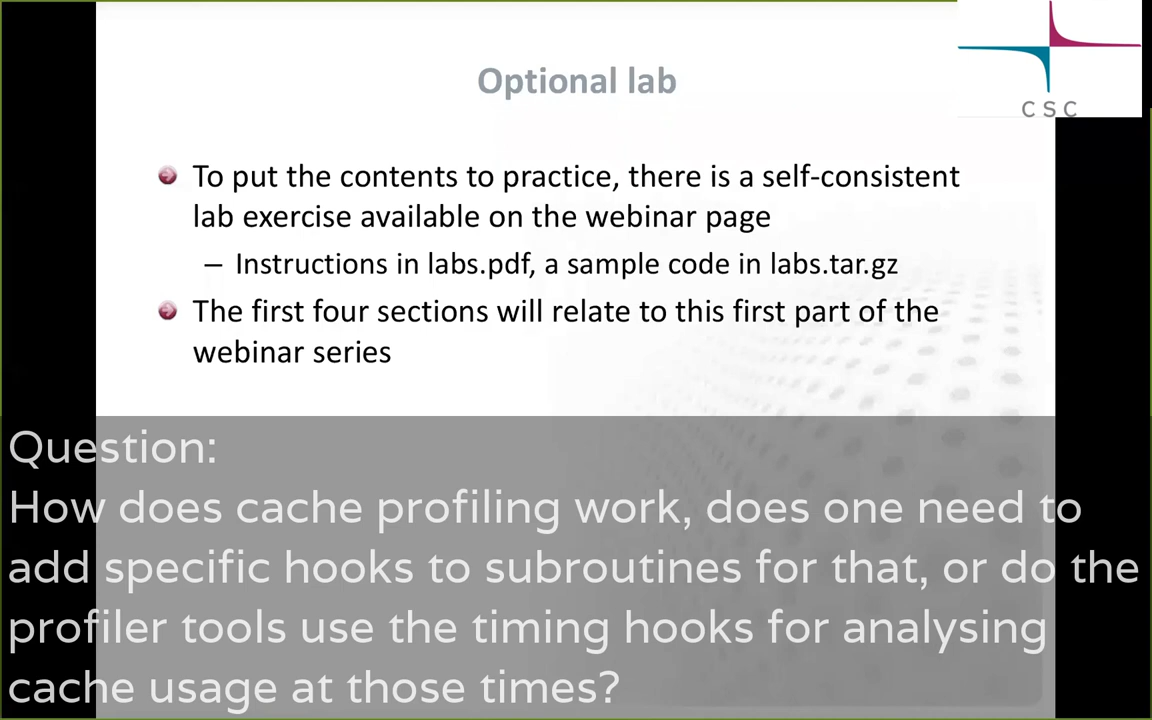 CSC
Optional lab
To put the contents to practice, there is a self-consistent
lab exercise available on the webinar page
– Instructions in labs.pdf, a sample code in labs.tar.gz
The first four sections will relate to this first part of the
webinar series
Question:
How does cache profiling work, does one need to
add specific hooks to subroutines for that, or do the
profiler tools use the timing hooks for analysing
cache usage at those times?